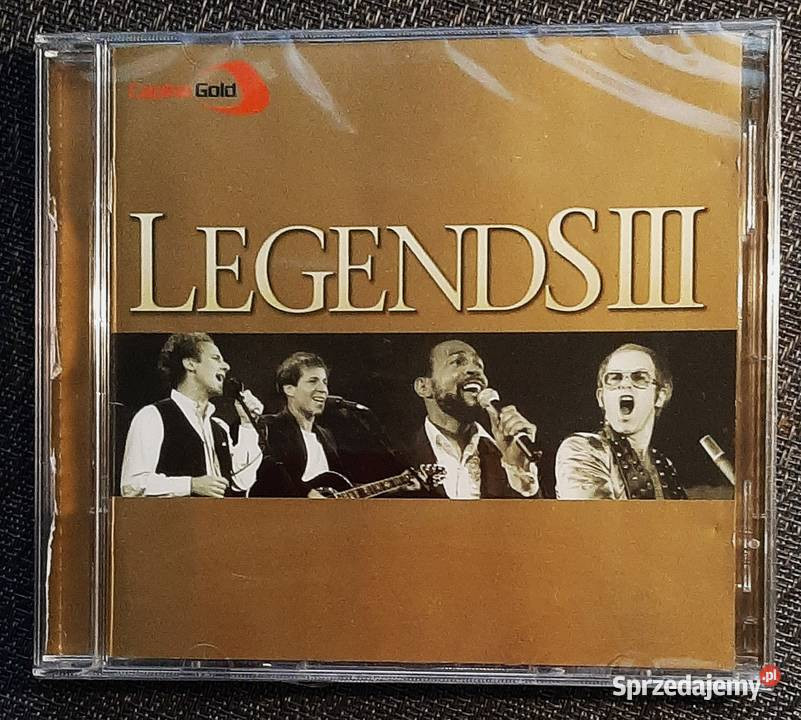 Capital Gold
LEGENDS III
Sprzedajemy.pl